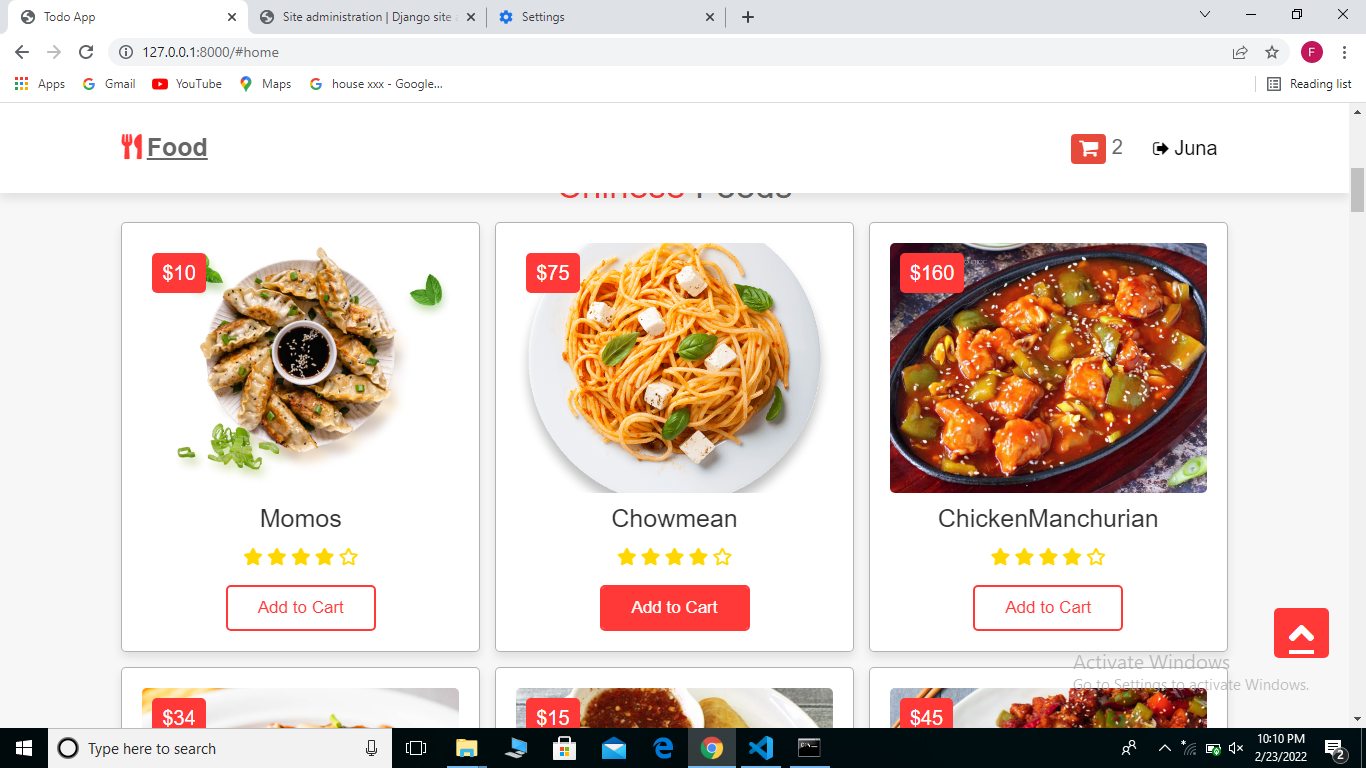 Todo App
Site administration | Django site a
Settings
127.0.0.1:8000/#home
F
Apps
Gmail
YouTube
Maps
house xxx - Google...
Reading list
Food
2
Juna
Chinese Foods
$10
$75
$160
Momos
Chowmean
ChickenManchurian
Add to Cart
Add to Cart
Add to Cart
Activate Windows
Go to Settings to activate Windows.
$34
$15
$45
Type here to search
10:10 PM
2/23/2022
2